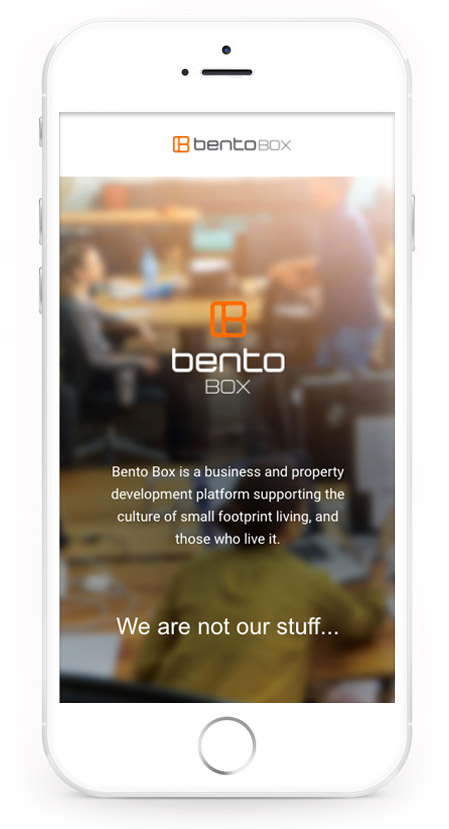 bento BOX
bento
BOX
Bento Box is a business and property
development platform supporting the
culture of small footprint living, and
those who live it.
We are not our stuff...